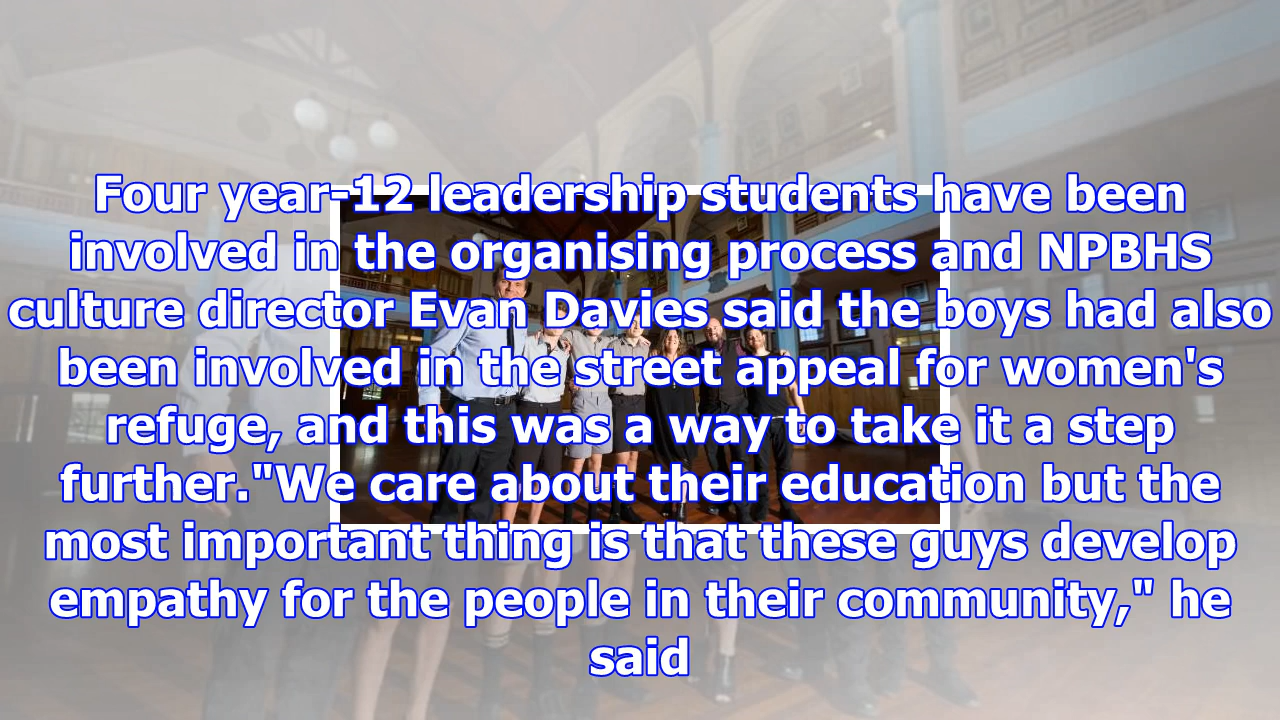 Four year-12 leadership students have been
involved in the organising process and NPBHS
culture director Evan Davies said the boys had also
been involved in the street appeal for women's
refuge, and this was a way to take it a step
further."We care about their education but the
most important thing is that these guys develop
empathy for the people in their community," he
said